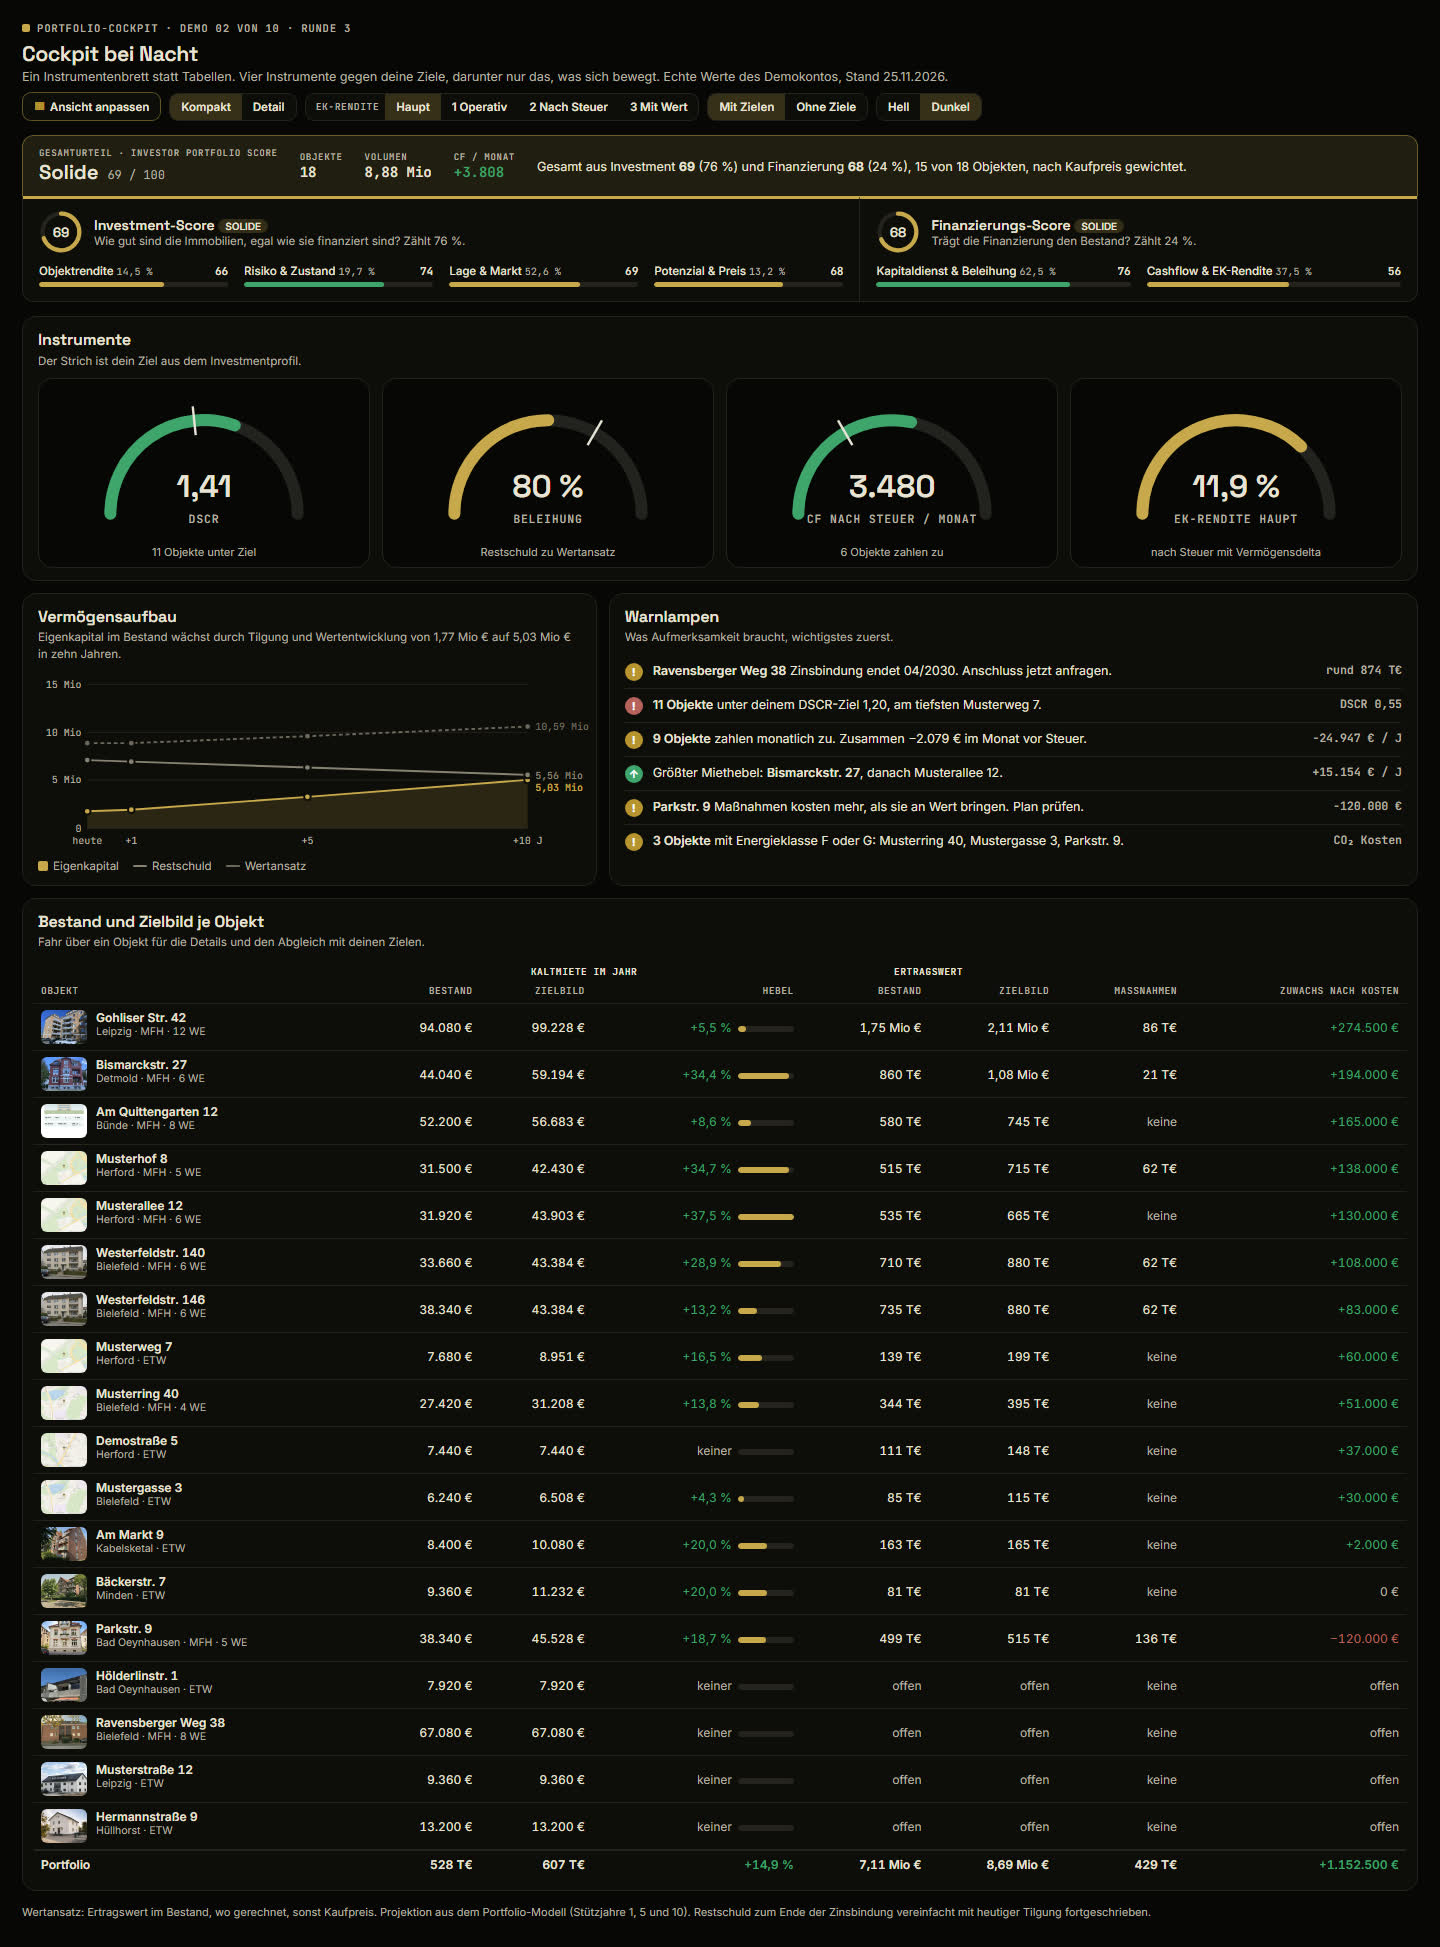 PORTFOLIO-COCKPIT · DEMO 02 VON 10 · RUNDE 3
Cockpit bei Nacht
Ein Instrumentenbrett statt Tabellen. Vier Instrumente gegen deine Ziele, darunter nur das, was sich bewegt. Echte Werte des Demokontos, Stand 25.11.2026.
Ansicht anpassen Kompakt Detail EK-RENDITE Haupt 1 Operativ 2 Nach Steuer 3 Mit Wert Mit Zielen Ohne Ziele Hell Dunkel
GESAMTURTEIL · INVESTOR PORTFOLIO SCORE
Solide 69 / 100
OBJEKTE
18
VOLUMEN
8,88 Mio
CF / MONAT
+3.808
Gesamt aus Investment 69 (76 %) und Finanzierung 68 (24 %), 15 von 18 Objekten, nach Kaufpreis gewichtet.
69
Investment-Score SOLIDE
Wie gut sind die Immobilien, egal wie sie finanziert sind? Zählt 76 %.
Objektrendite 14,5 % 66
Risiko & Zustand 19,7 % 74
Lage & Markt 52,6 % 69
Potenzial & Preis 13,2 % 68
68
Finanzierungs-Score SOLIDE
Trägt die Finanzierung den Bestand? Zählt 24 %.
Kapitaldienst & Beleihung 62,5 % 76
Cashflow & EK-Rendite 37,5 % 56
Instrumente
Der Strich ist dein Ziel aus dem Investmentprofil.
1,41
DSCR
11 Objekte unter Ziel
80 %
BELEIHUNG
Restschuld zu Wertansatz
3.480
CF NACH STEUER / MONAT
6 Objekte zahlen zu
11,9 %
EK-RENDITE HAUPT
nach Steuer mit Vermögensdelta
Vermögensaufbau
Eigenkapital im Bestand wächst durch Tilgung und Wertentwicklung von 1,77 Mio € auf 5,03 Mio €
in zehn Jahren.
15 Mio
10 Mio
5 Mio
0
10,59 Mio
5,56 Mio
5,03 Mio
heute +1 +5 +10 J
Eigenkapital Restschuld Wertansatz
Warnlampen
Was Aufmerksamkeit braucht, wichtigstes zuerst.
! Ravensberger Weg 38 Zinsbindung endet 04/2030. Anschluss jetzt anfragen. rund 874 T€
! 11 Objekte unter deinem DSCR-Ziel 1,20, am tiefsten Musterweg 7. DSCR 0,55
! 9 Objekte zahlen monatlich zu. Zusammen −2.079 € im Monat vor Steuer. -24.947 € / J
↑ Größter Miethebel: Bismarckstr. 27, danach Musterallee 12. +15.154 € / J
! Parkstr. 9 Maßnahmen kosten mehr, als sie an Wert bringen. Plan prüfen. -120.000 €
! 3 Objekte mit Energieklasse F oder G: Musterring 40, Mustergasse 3, Parkstr. 9. CO₂ Kosten
Bestand und Zielbild je Objekt
Fahr über ein Objekt für die Details und den Abgleich mit deinen Zielen.
KALTMIETE IM JAHR ERTRAGSWERT
OBJEKT BESTAND ZIELBILD HEBEL BESTAND ZIELBILD MASSNAHMEN ZUWACHS NACH KOSTEN
Gohliser Str. 42 94.080 € 99.228 € +5,5 % 1,75 Mio € 2,11 Mio € 86 T€ +274.500 €
Leipzig · MFH · 12 WE
Bismarckstr. 27 44.040 € 59.194 € +34,4 % 860 T€ 1,08 Mio € 21 T€ +194.000 €
Detmold · MFH · 6 WE
Am Quittengarten 12 52.200 € 56.683 € +8,6 % 580 T€ 745 T€ keine +165.000 €
Bünde · MFH · 8 WE
Musterhof 8 31.500 € 42.430 € +34,7 % 515 T€ 715 T€ 62 T€ +138.000 €
Herford · MFH · 5 WE
Musterallee 12 31.920 € 43.903 € +37,5 % 535 T€ 665 T€ keine +130.000 €
Herford · MFH · 6 WE
Westerfeldstr. 140 33.660 € 43.384 € +28,9 % 710 T€ 880 T€ 62 T€ +108.000 €
Bielefeld · MFH · 6 WE
Westerfeldstr. 146 38.340 € 43.384 € +13,2 % 735 T€ 880 T€ 62 T€ +83.000 €
Bielefeld · MFH · 6 WE
Musterweg 7 7.680 € 8.951 € +16,5 % 139 T€ 199 T€ keine +60.000 €
Herford · ETW
Musterring 40 27.420 € 31.208 € +13,8 % 344 T€ 395 T€ keine +51.000 €
Bielefeld · MFH · 4 WE
Demostraße 5 7.440 € 7.440 € keiner 111 T€ 148 T€ keine +37.000 €
Herford · ETW
Mustergasse 3 6.240 € 6.508 € +4,3 % 85 T€ 115 T€ keine +30.000 €
Bielefeld · ETW
Am Markt 9 8.400 € 10.080 € +20,0 % 163 T€ 165 T€ keine +2.000 €
Kabelsketal · ETW
Bäckerstr. 7 9.360 € 11.232 € +20,0 % 81 T€ 81 T€ keine 0 €
Minden · ETW
Parkstr. 9 38.340 € 45.528 € +18,7 % 499 T€ 515 T€ 136 T€ −120.000 €
Bad Oeynhausen · MFH · 5 WE
Hölderlinstr. 1 7.920 € 7.920 € keiner offen offen keine offen
Bad Oeynhausen · ETW
Ravensberger Weg 38 67.080 € 67.080 € keiner offen offen keine offen
Bielefeld · MFH · 8 WE
Musterstraße 12 9.360 € 9.360 € keiner offen offen keine offen
Leipzig · ETW
Hermannstraße 9 13.200 € 13.200 € keiner offen offen keine offen
Hüllhorst · ETW
Portfolio 528 T€ 607 T€ +14,9 % 7,11 Mio € 8,69 Mio € 429 T€ +1.152.500 €
Wertansatz: Ertragswert im Bestand, wo gerechnet, sonst Kaufpreis. Projektion aus dem Portfolio-Modell (Stützjahre 1, 5 und 10). Restschuld zum Ende der Zinsbindung vereinfacht mit heutiger Tilgung fortgeschrieben.